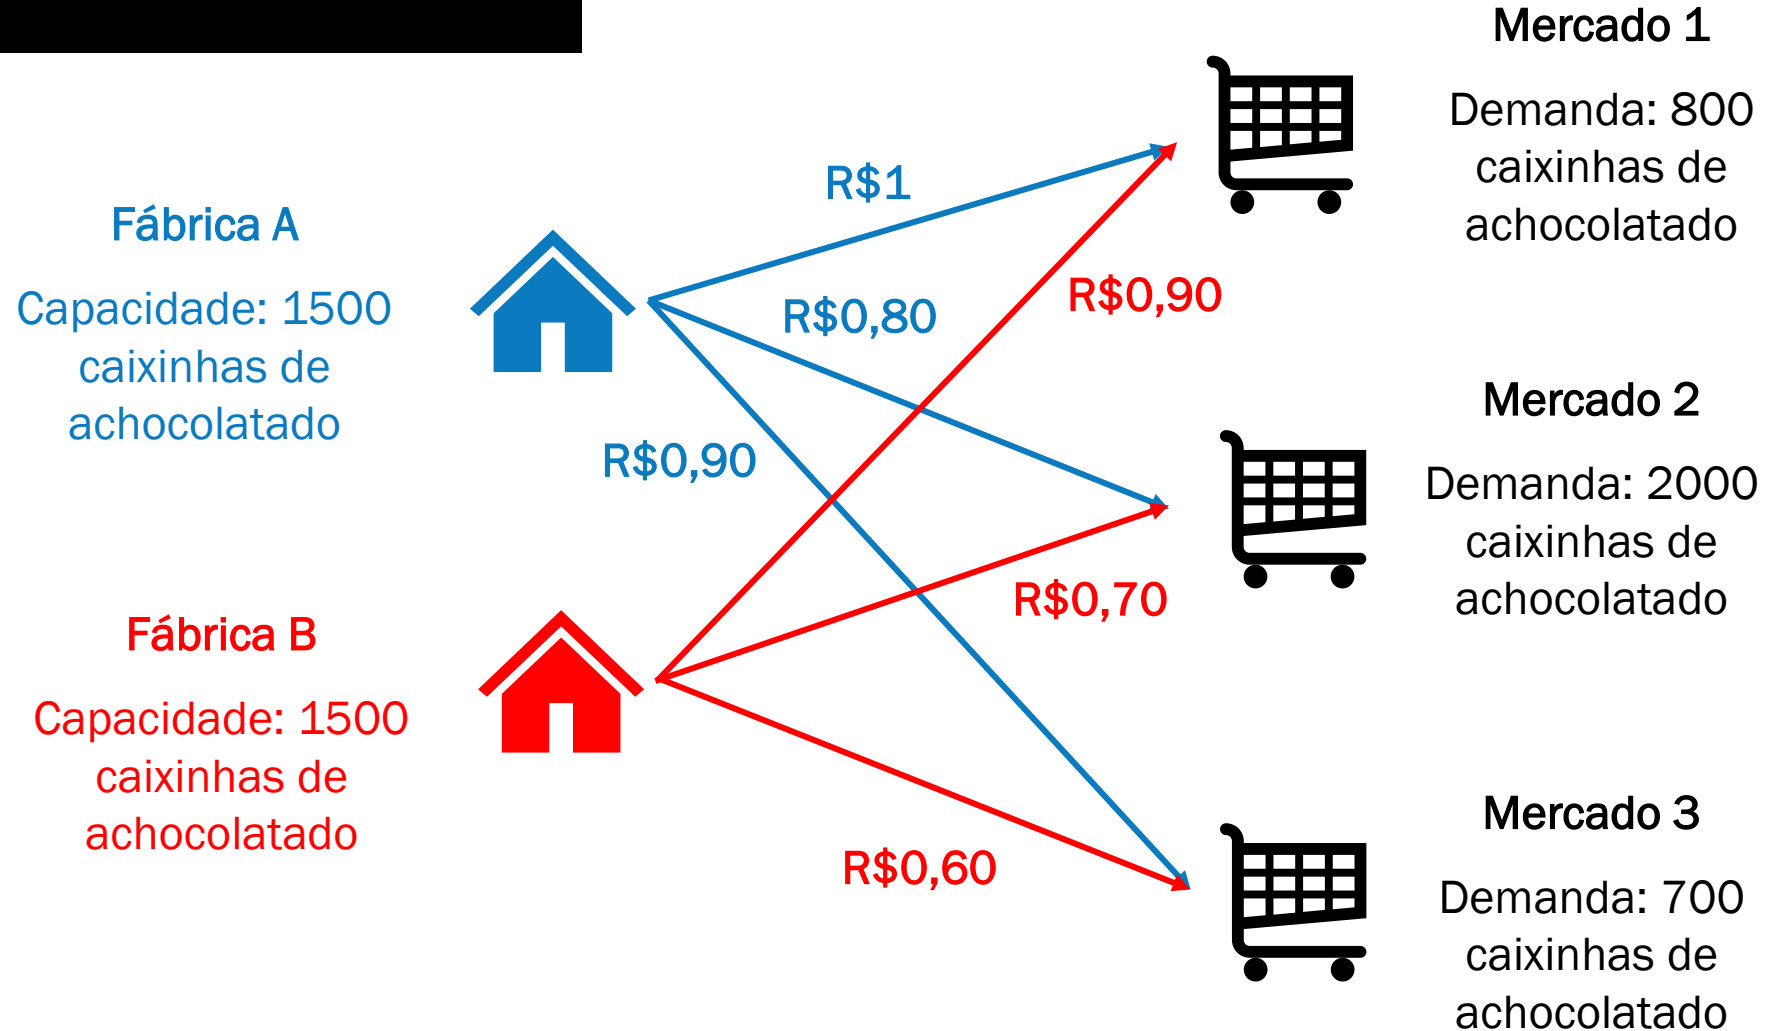 Fábrica A
Capacidade: 1500
caixinhas de
achocolatado
Fábrica B
Capacidade: 1500
caixinhas de
achocolatado
R$1
R$0,80
R$0,90
R$0,90
R$0,70
R$0,60
Mercado 1
Demanda: 800
caixinhas de
achocolatado
Mercado 2
Demanda: 2000
caixinhas de
achocolatado
Mercado 3
Demanda: 700
caixinhas de
achocolatado